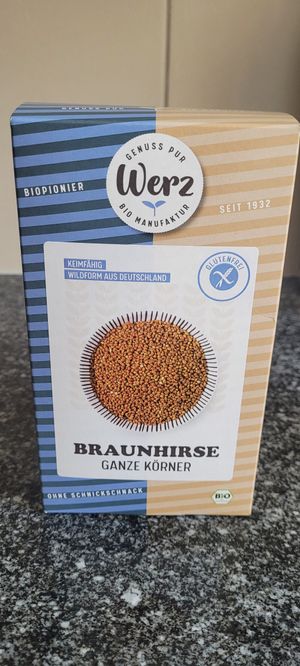 GENUSS PUR
Werz
BIO MANUFAKTUR
BIOPIONIER
SEIT 1932
KEIMFÄHIG
WILDFORM AUS DEUTSCHLAND
GLUTENFREI
BRAUNHIRSE
GANZE KÖRNER
OHNE SCHNICKSCHNACK
BIO